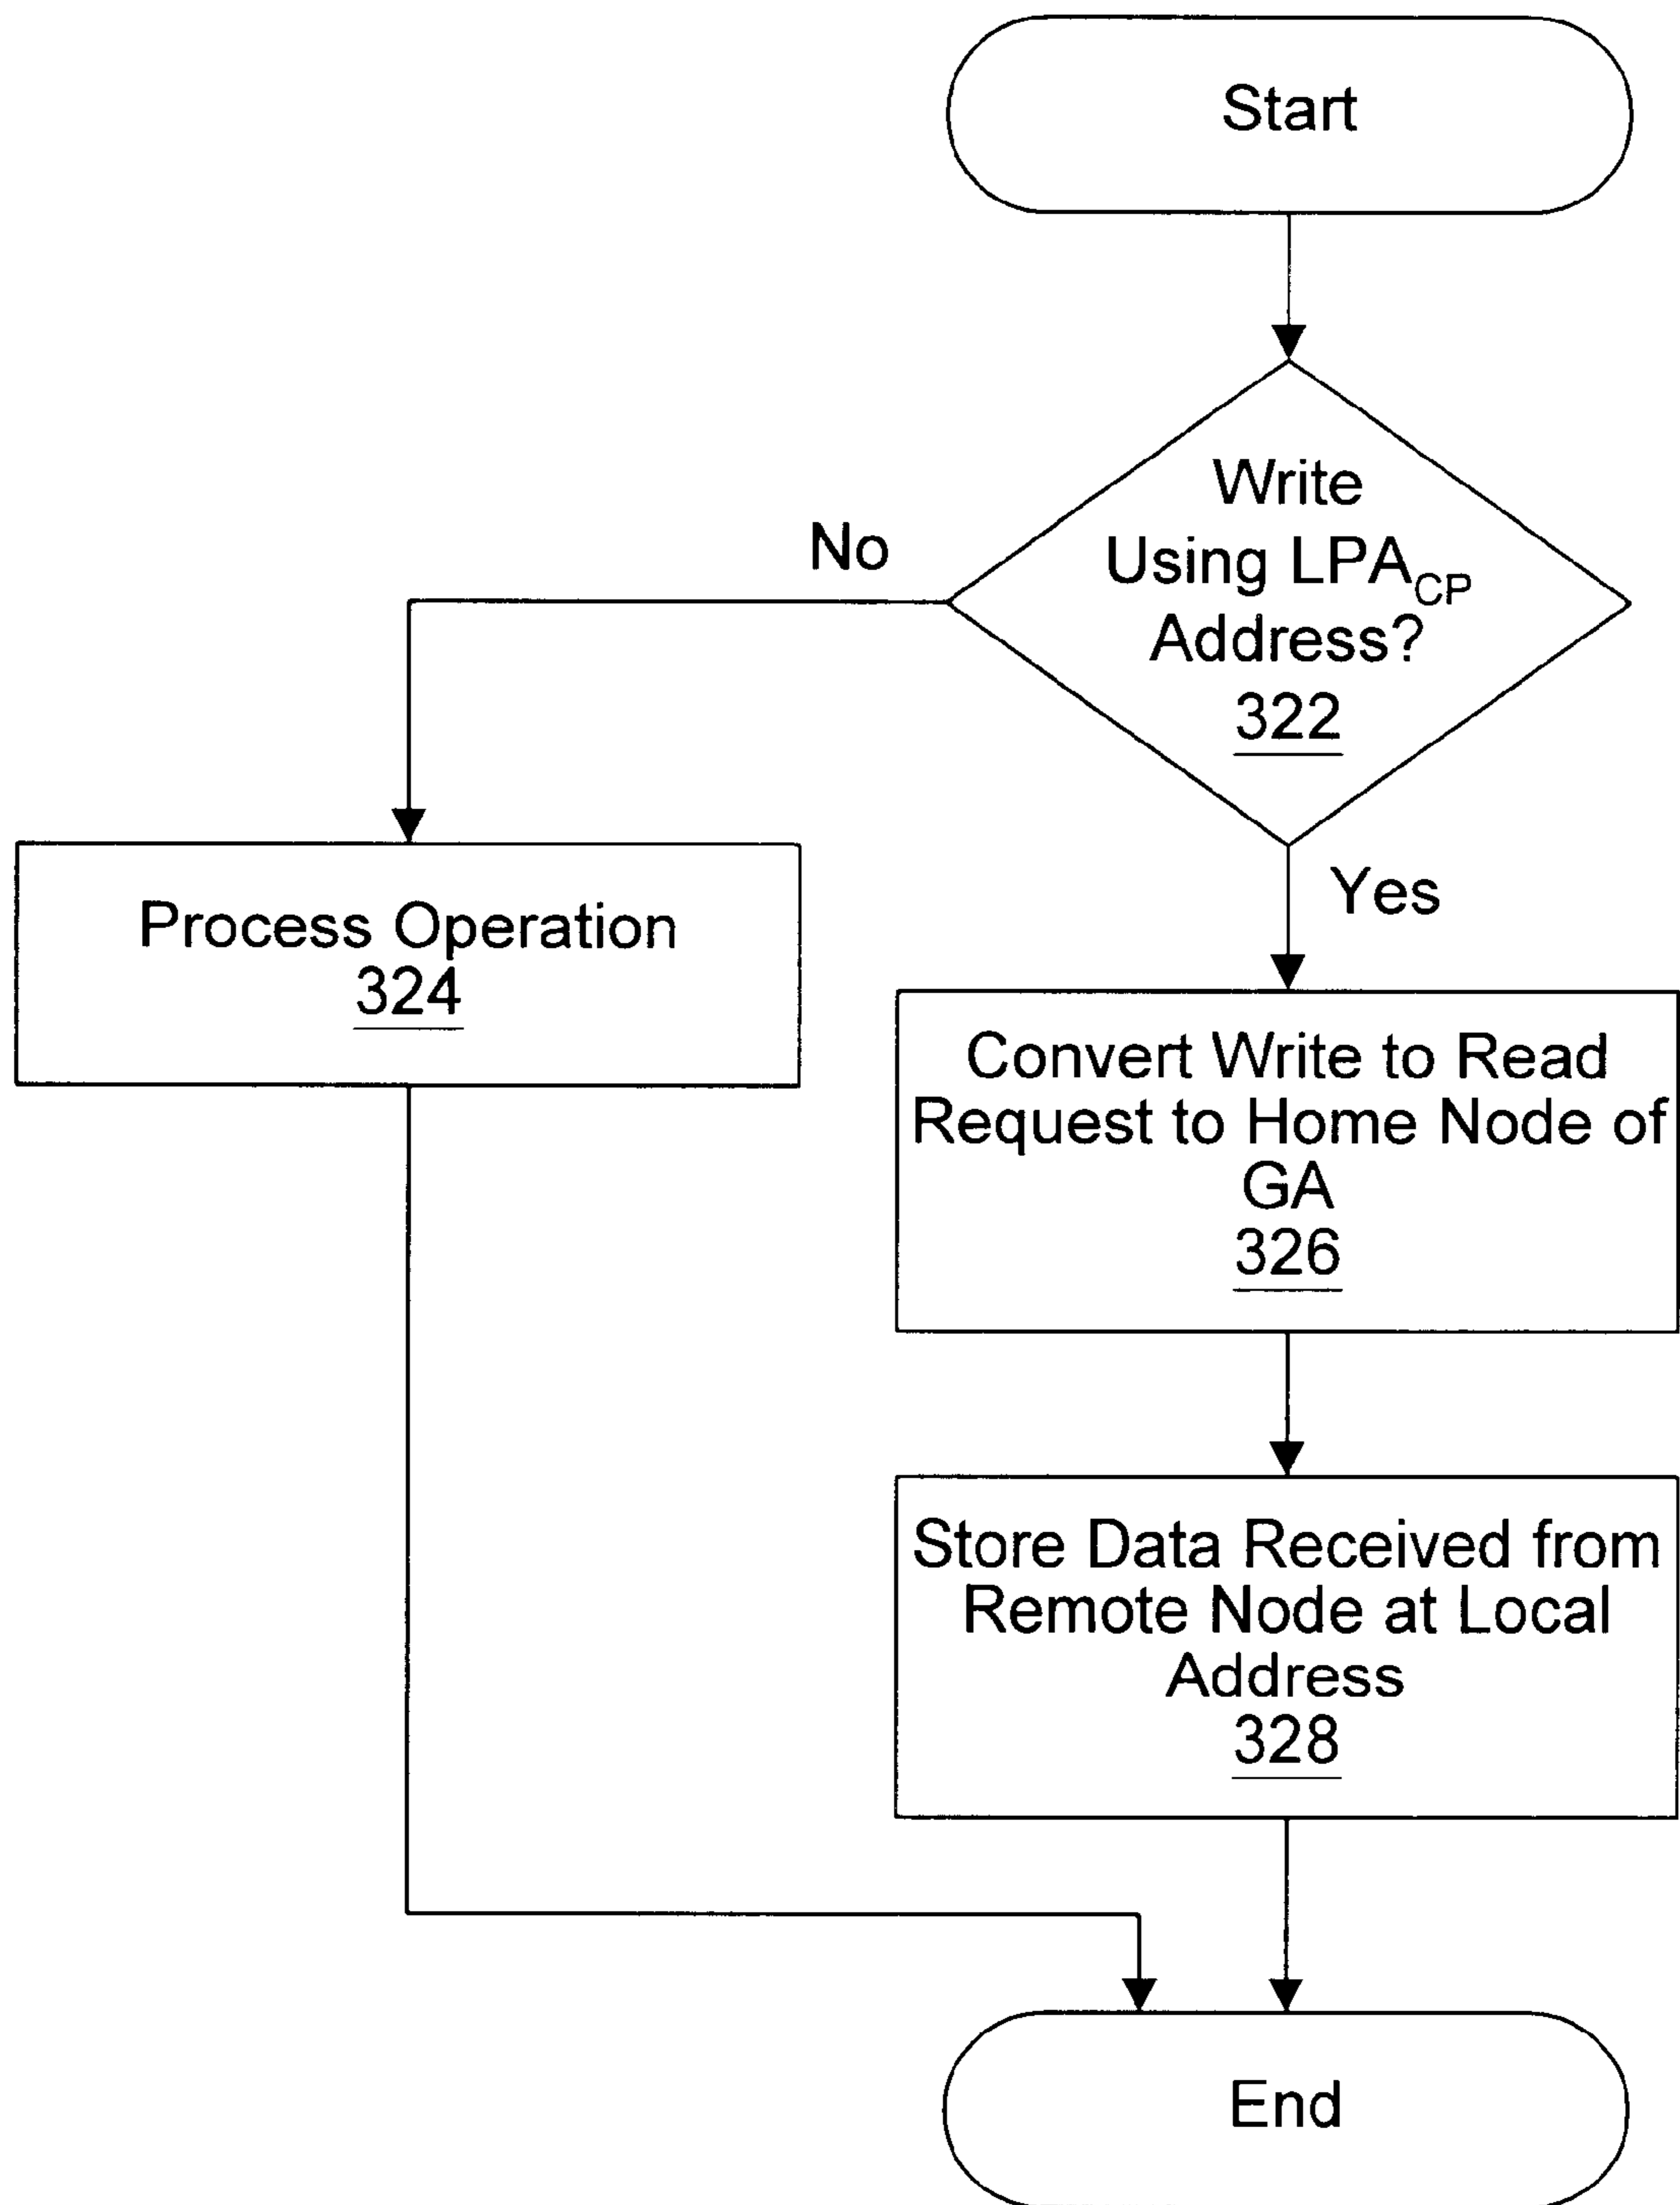 Start
Write
Using LPA_CP
Address?
322
No
Yes
Process Operation
324
Convert Write to Read
Request to Home Node of
GA
326
Store Data Received from
Remote Node at Local
Address
328
End